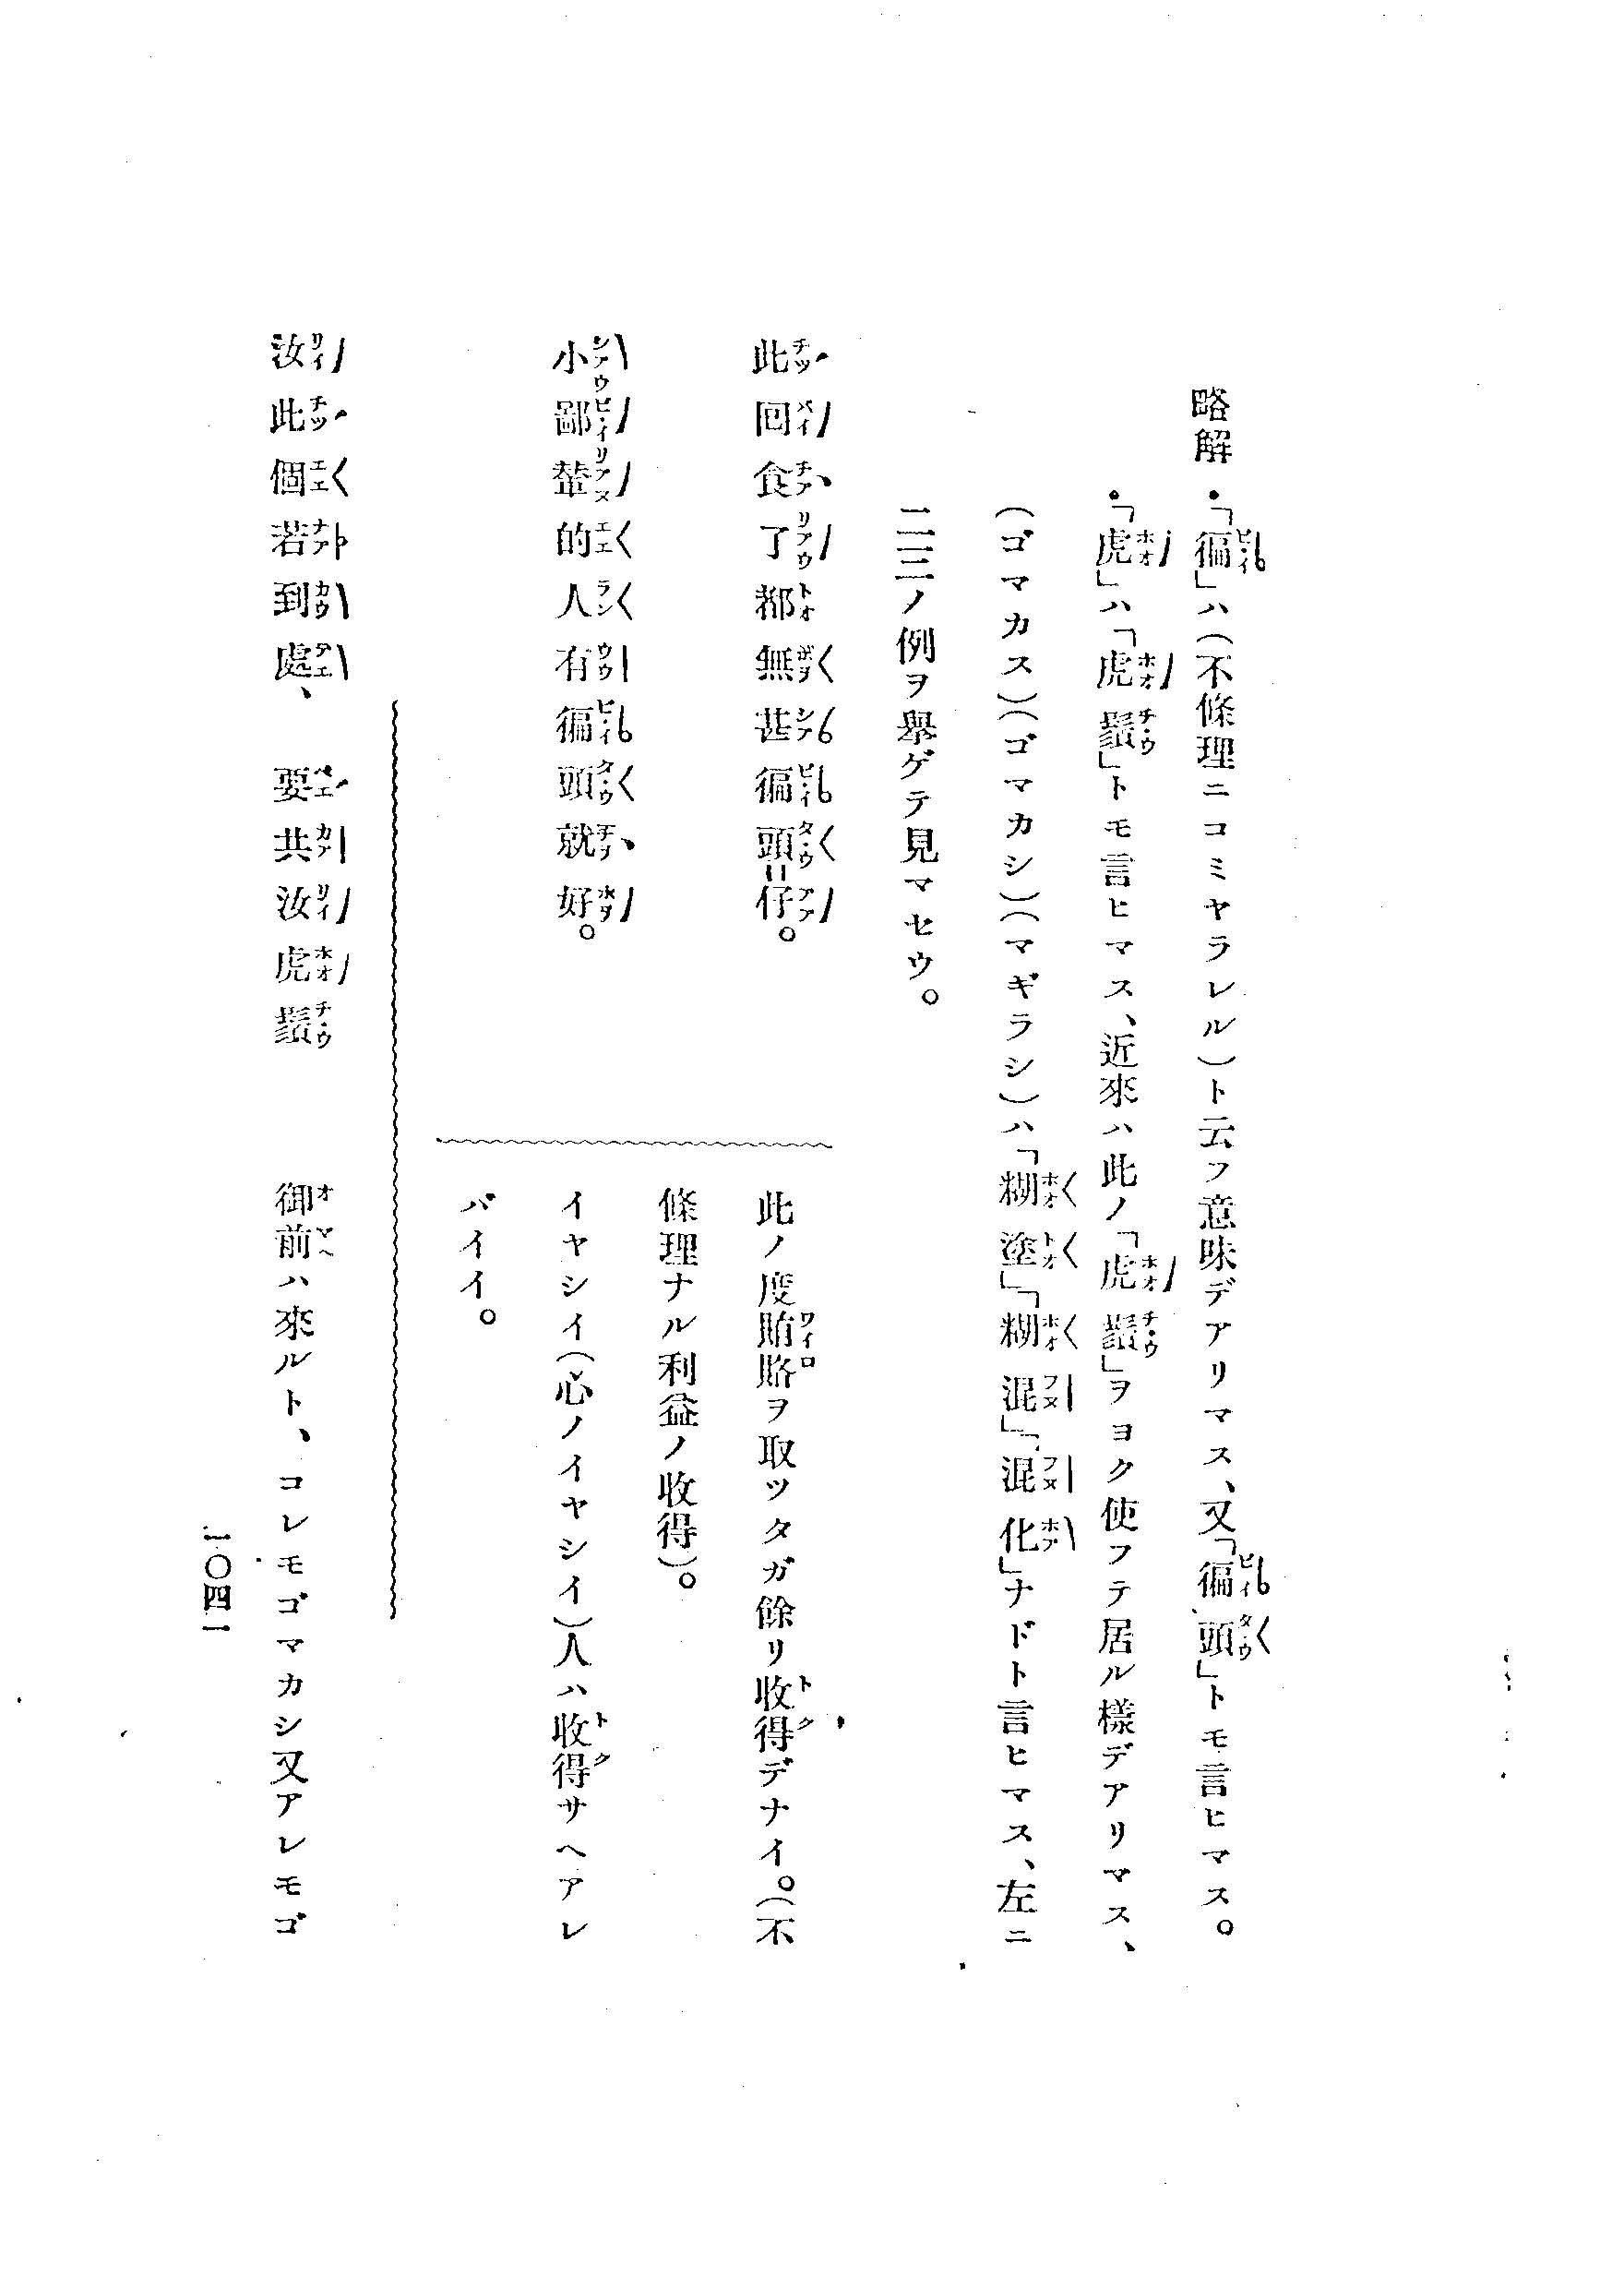 略解・「徧」ハ（不條理ニコミヤラレル）ト云フ意味デアリマス、又「徧頭」トモ言ヒマス。
・「虎」ハ「虎鬚」トモ言ヒマス、近來ハ此ノ「虎鬚」ヲヨク使フテ居ル樣デアリマス、
（ゴマカス）（ゴマカシ）（マギラシ）ハ「糊塗」「糊混」「混化」ナドト言ヒマス、左ニ
二三ノ例ヲ擧ゲテ見マセウ。
此回食了都無甚徧頭＝仔。
此ノ度賄賂ヲ取ツタガ餘リ收得デナイ。（不
條理ナル利益ノ收得）。
小鄙輦的人有徧頭就好。
イヤシイ（心ノイヤシイ）人ハ收得サヘアレ
バイイ。
汝此個若到處、要共汝虎鬚
御前ハ來ルト、コレモゴマカシ又アレモゴ
一〇四一